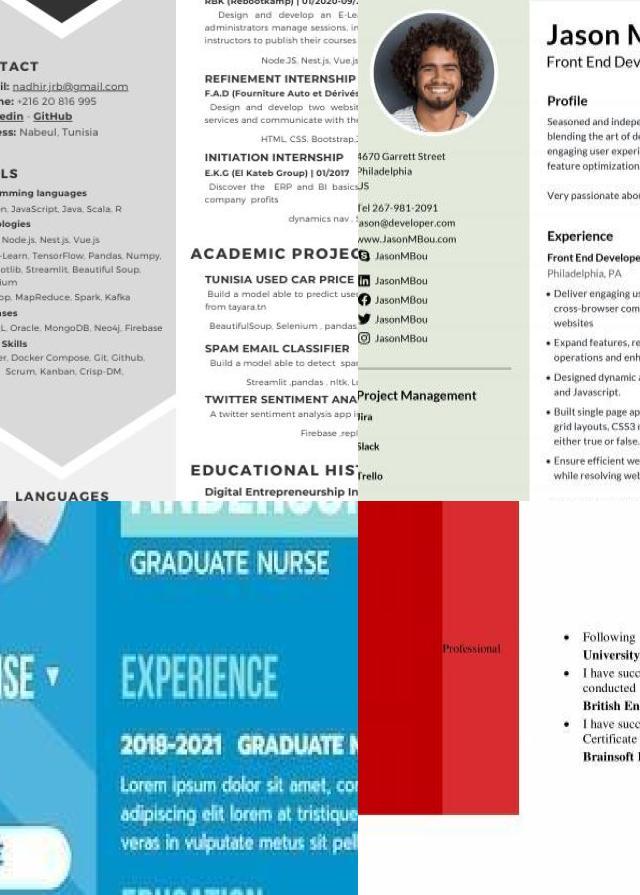 TACT
il: nadhir.jrb@gmail.com
ne: +216 20 816 995
edin - GitHub
ess: Nabeul, Tunisia
LS
mming languages
n, JavaScript, Java, Scala, R
ologies
Node.js, Nest.js, Vue.js
-Learn, TensorFlow, Pandas, Numpy,
otlib, Streamlit, Beautiful Soup,
ium
op, MapReduce, Spark, Kafka
ases
L, Oracle, MongoDB, Neo4j, Firebase
Skills
er, Docker Compose, Git, Github,
Scrum, Kanban, Crisp-DM,
LANGUAGES
RBK (Rebootkamp) | 01/2020-09/
Design and develop an E-Lea
administrators manage sessions, in
instructors to publish their courses
Node.JS, Nest.js, Vue.j
REFINEMENT INTERNSHIP
F.A.D (Fourniture Auto et Dérivés
Design and develop two websit
services and communicate with the
HTML, CSS, Bootstrap,J
INITIATION INTERNSHIP
E.K.G (El Kateb Group) | 01/2017
Discover the ERP and BI basics
company profits
dynamics nav , S
ACADEMIC PROJEC
TUNISIA USED CAR PRICE
Build a model able to predict used
from tayara.tn
BeautifulSoup, Selenium , pandas
SPAM EMAIL CLASSIFIER
Build a model able to detect spam
Streamlit ,pandas , nltk, Lo
TWITTER SENTIMENT ANA
A twitter sentiment analysis app in
Firebase ,repl
EDUCATIONAL HIST
Digital Entrepreneurship In
4670 Garrett Street
Philadelphia
US
Tel 267-981-2091
Jason@developer.com
www.JasonMBou.com
JasonMBou
JasonMBou
JasonMBou
JasonMBou
JasonMBou
Project Management
Jira
Slack
Trello
Jason M
Front End Dev
Profile
Seasoned and indepe
blending the art of de
engaging user experi
feature optimization
Very passionate abou
Experience
Front End Develope
Philadelphia, PA
• Deliver engaging us
cross-browser com
websites
• Expand features, re
operations and enh
• Designed dynamic a
and Javascript.
• Built single page ap
grid layouts, CSS3 m
either true or false.
• Ensure efficient we
while resolving web
ANDERSON
GRADUATE NURSE
ISE
EXPERIENCE
2018-2021 GRADUATE N
Lorem ipsum dolor sit amet, con
adipiscing elit lorem at tristique
veras in vulputate metus sit pel
E
EDUCATION
Professional
• Following
University
• I have succ
conducted
British En
• I have succ
Certificate
Brainsoft I